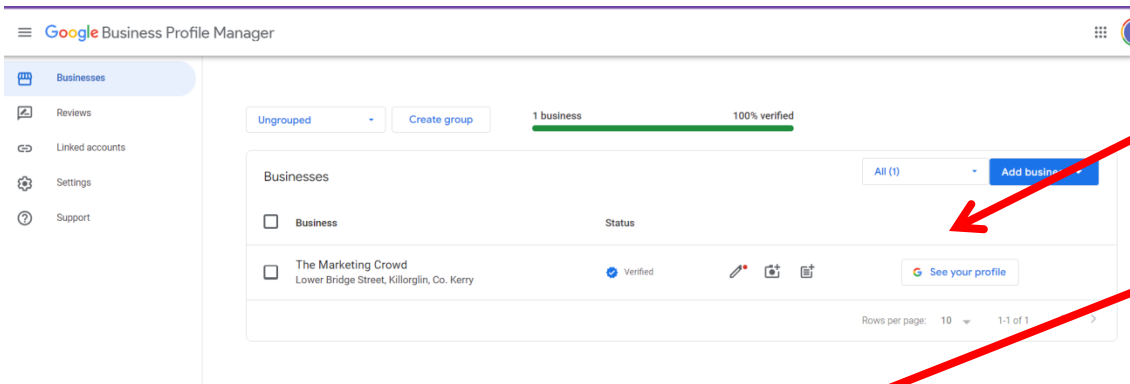 Google Business Profile Manager
Businesses
Reviews
Linked accounts
Settings
Support
Ungrouped
Create group
1 business
100% verified
Businesses
All (1)
Add business
Business
Status
The Marketing Crowd
Lower Bridge Street, Killorglin, Co. Kerry
Verified
See your profile
Rows per page: 10
1-1 of 1